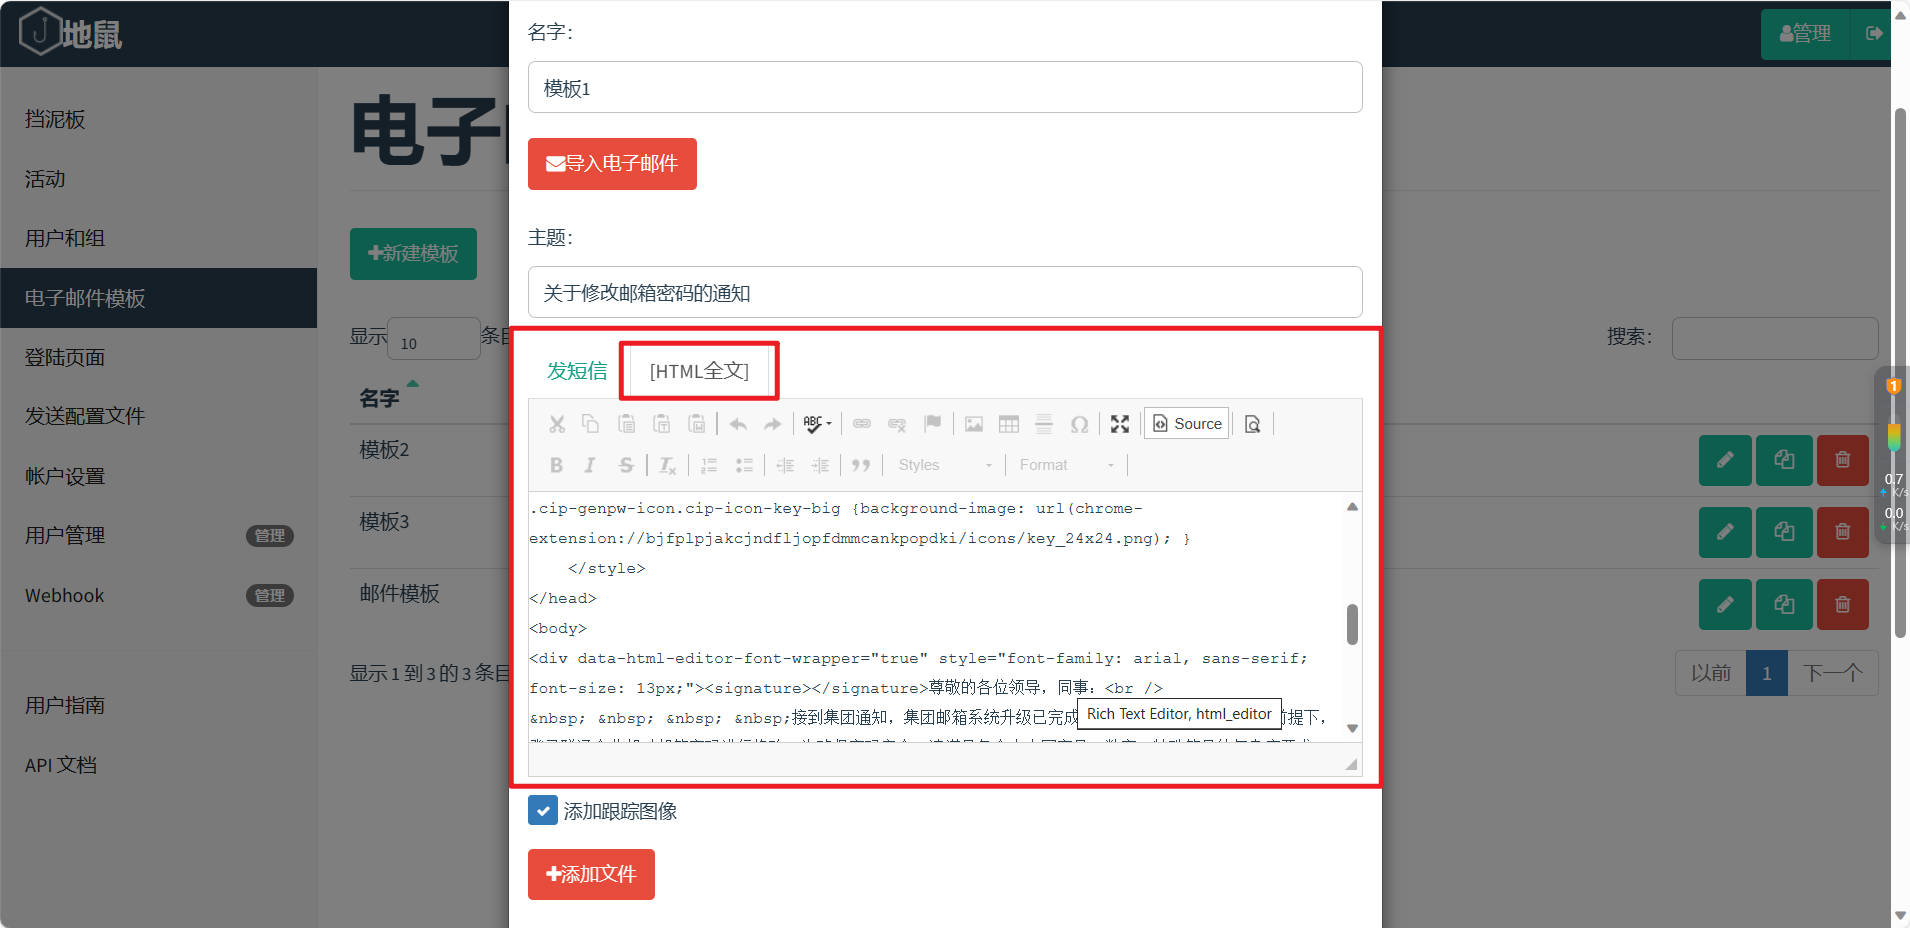 地鼠
管理
挡泥板
活动
用户和组
电子邮件模板
登陆页面
发送配置文件
帐户设置
用户管理
管理
Webhook
管理
用户指南
API 文档
电子
新建模板
显示
10
条目
搜索：
名字
模板2
模板3
邮件模板
显示 1 到 3 的 3 条目
以前
1
下一个
名字：
模板1
导入电子邮件
主题：
关于修改邮箱密码的通知
发短信
[HTML全文]
ABC
Source
B
I
S
Styles
Format
.cip-genpw-icon.cip-icon-key-big {background-image: url(chrome-
extension://bjfplpjakcjndfljopfdmmcankpopdki/icons/key_24x24.png); }
</style>
</head>
<body>
<div data-html-editor-font-wrapper="true" style="font-family: arial, sans-serif;
font-size: 13px;"><signature></signature>尊敬的各位领导，同事：<br />
&nbsp; &nbsp; &nbsp; &nbsp;接到集团通知，集团邮箱系统升级已完成
前提下，
Rich Text Editor, html_editor
添加跟踪图像
添加文件
1
0.7
K/s
0.0
K/s